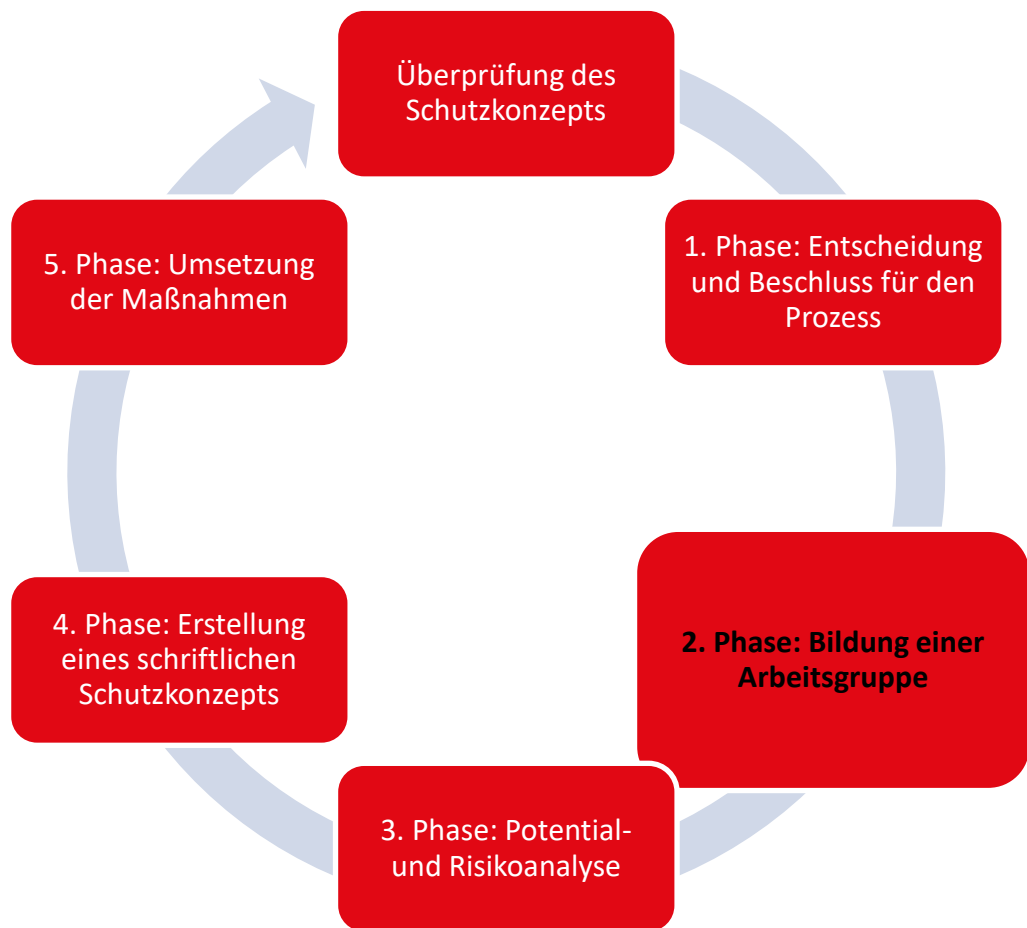 Überprüfung des
Schutzkonzepts
1. Phase: Entscheidung
und Beschluss für den
Prozess
2. Phase: Bildung einer
Arbeitsgruppe
3. Phase: Potential-
und Risikoanalyse
4. Phase: Erstellung
eines schriftlichen
Schutzkonzepts
5. Phase: Umsetzung
der Maßnahmen